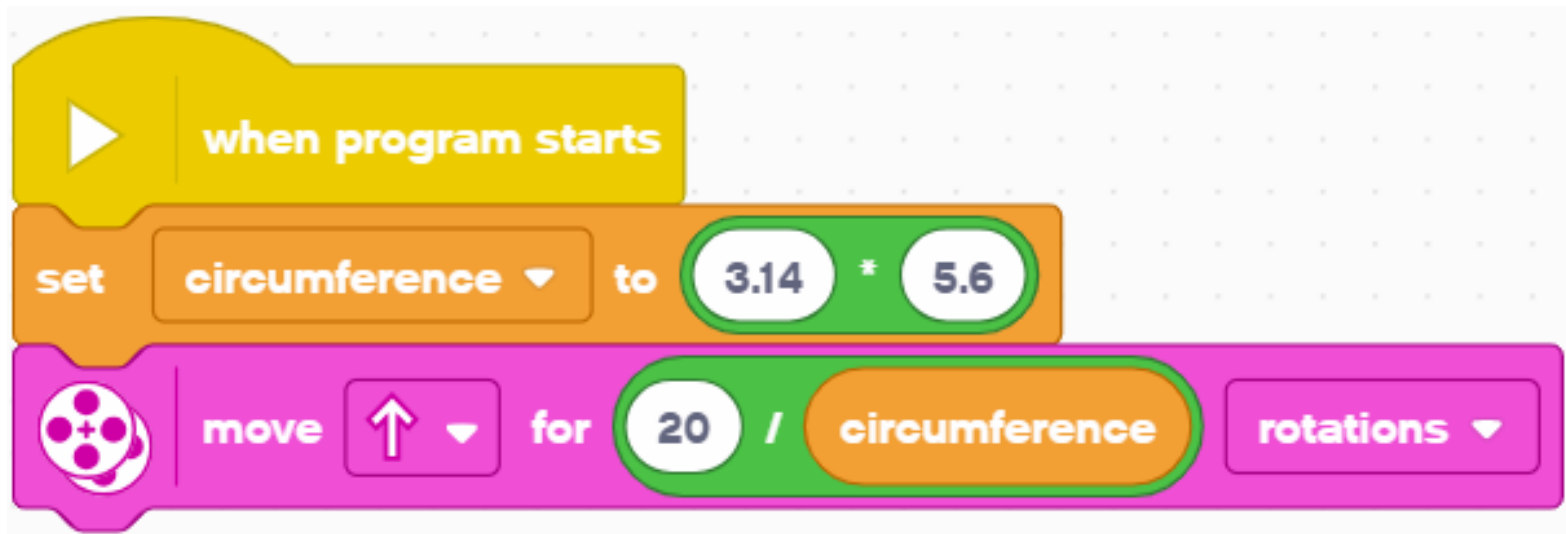 when program starts
set circumference to 3.14 * 5.6
move for 20 / circumference rotations